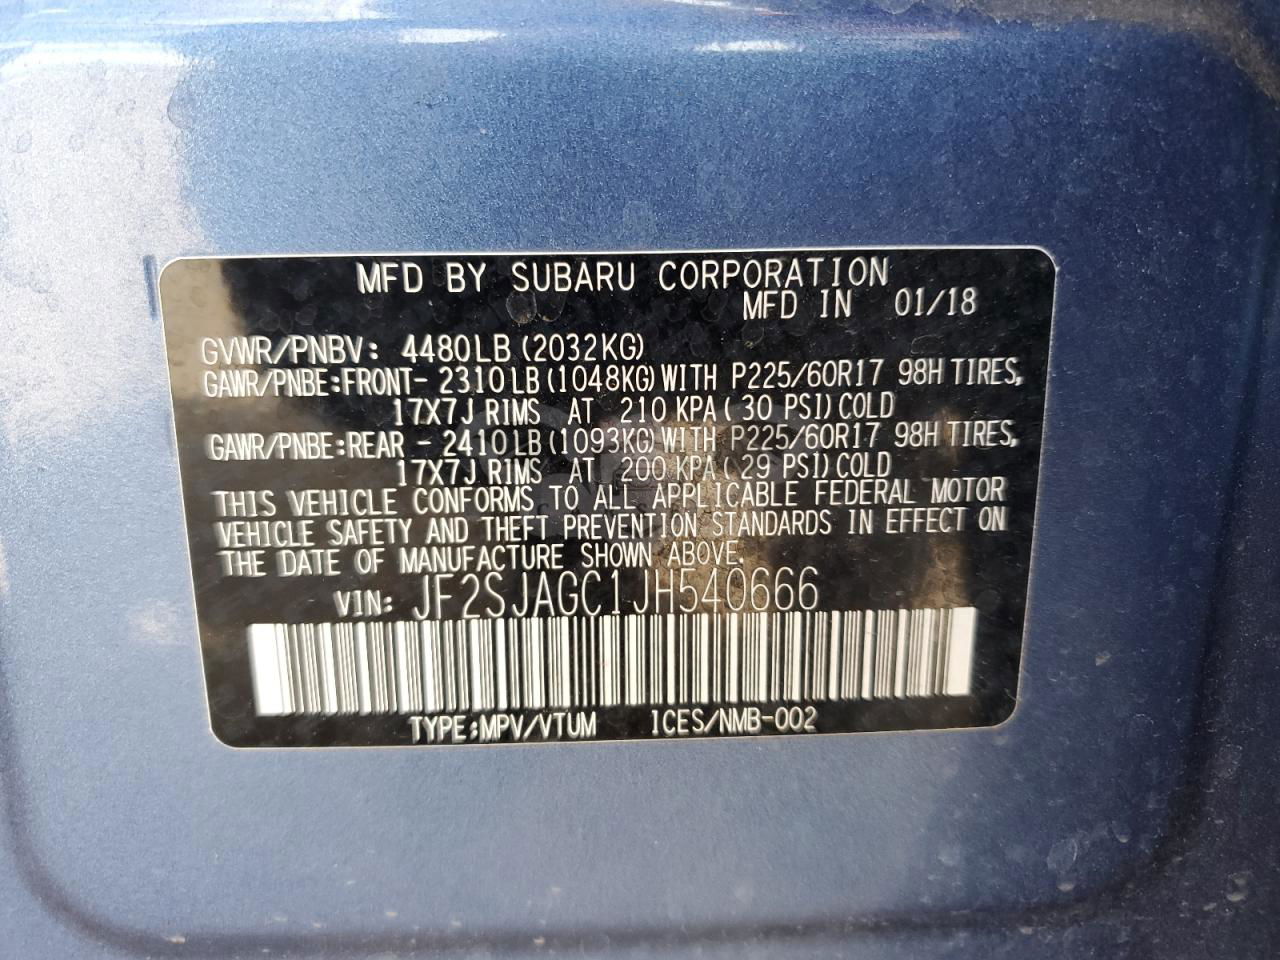 MFD BY SUBARU CORPORATION
MFD IN 01/18
GVWR/PNBV: 4480LB (2032KG)
GAWR/PNBE:FRONT- 2310LB (1048KG) WITH P225/60R17 98H TIRES,
17X7J RIMS AT 210 KPA ( 30 PSI) COLD
GAWR/PNBE:REAR - 2410LB (1093KG) WITH P225/60R17 98H TIRES,
17X7J RIMS AT 200 KPA ( 29 PSI) COLD
THIS VEHICLE CONFORMS TO ALL APPLICABLE FEDERAL MOTOR
VEHICLE SAFETY AND THEFT PREVENTION STANDARDS IN EFFECT ON
THE DATE OF MANUFACTURE SHOWN ABOVE.
VIN: JF2SJAGC1JH540666
TYPE:MPV/VTUM ICES/NMB-002